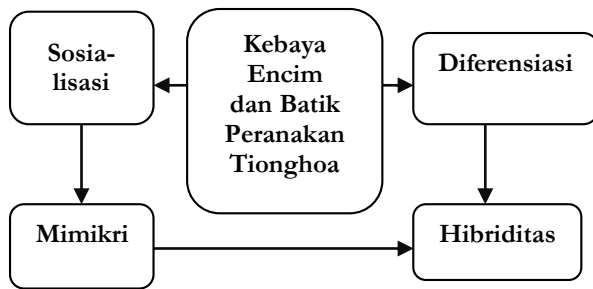 Sosia-
lisasi
Kebaya
Encim
dan Batik
Peranakan
Tionghoa
Diferensiasi
Mimikri
Hibriditas